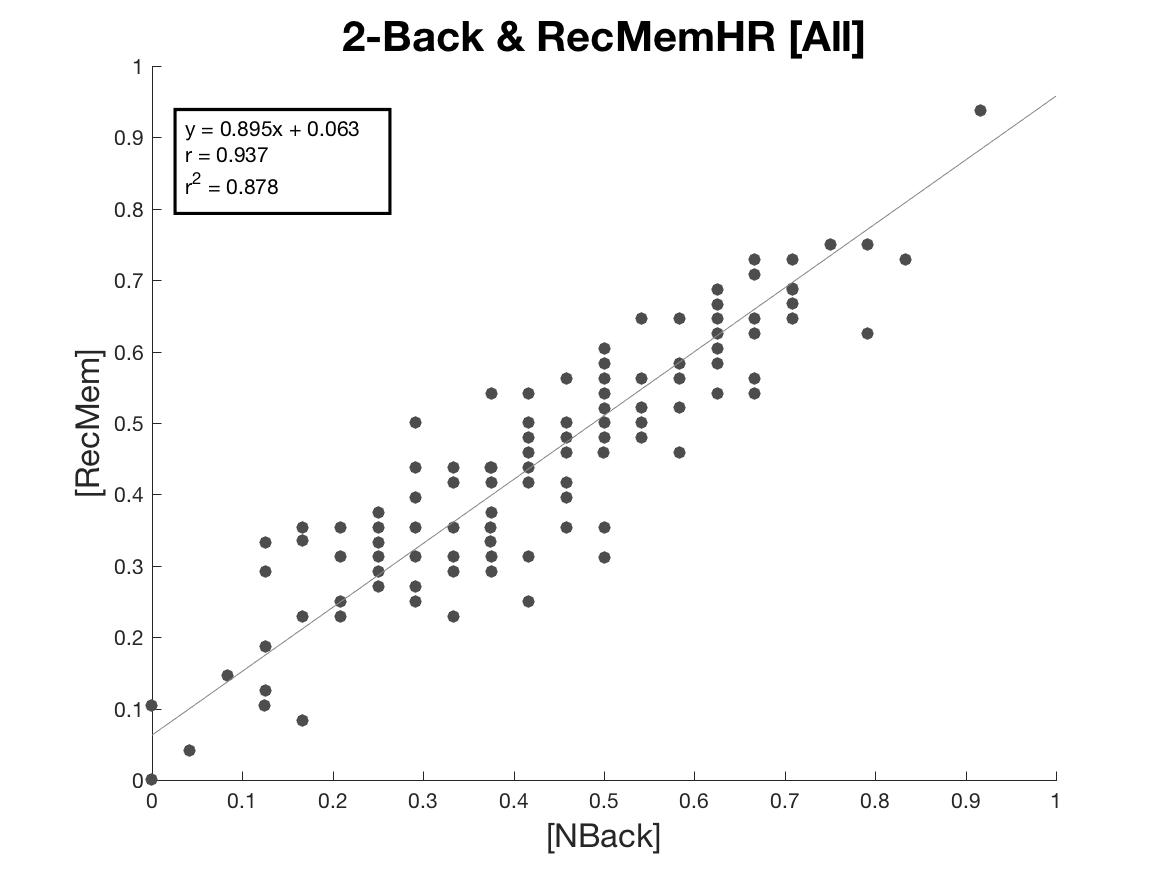 2-Back & RecMemHR [All]
1
0.9
0.8
0.7
0.6
0.5
0.4
0.3
0.2
0.1
0
y = 0.895x + 0.063
r = 0.937
r² = 0.878
[RecMem]
0 0.1 0.2 0.3 0.4 0.5 0.6 0.7 0.8 0.9 1
[NBack]